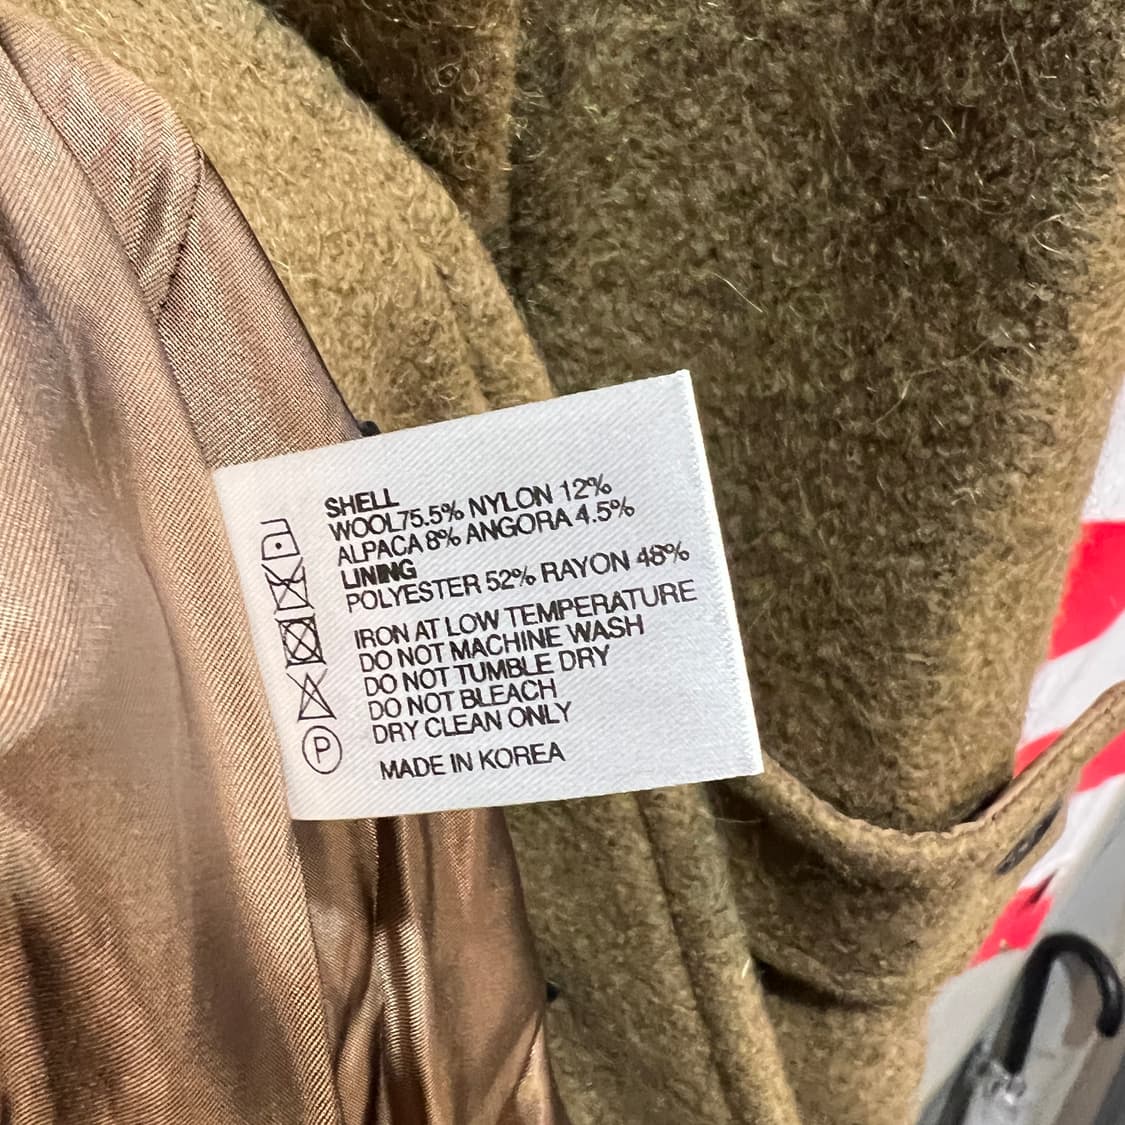 SHELL
WOOL75.5% NYLON 12%
ALPACA 8% ANGORA 4.5%
LINING
POLYESTER 52% RAYON 48%
IRON AT LOW TEMPERATURE
DO NOT MACHINE WASH
DO NOT TUMBLE DRY
DO NOT BLEACH
DRY CLEAN ONLY
P
MADE IN KOREA